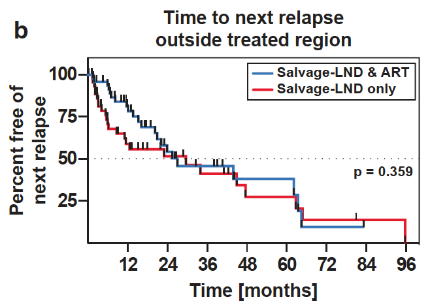 b
Time to next relapse
outside treated region
Salvage-LND & ART
Salvage-LND only
Percent free of
next relapse
100
75
50
25
p = 0.359
12 24 36 48 60 72 84 96
Time [months]